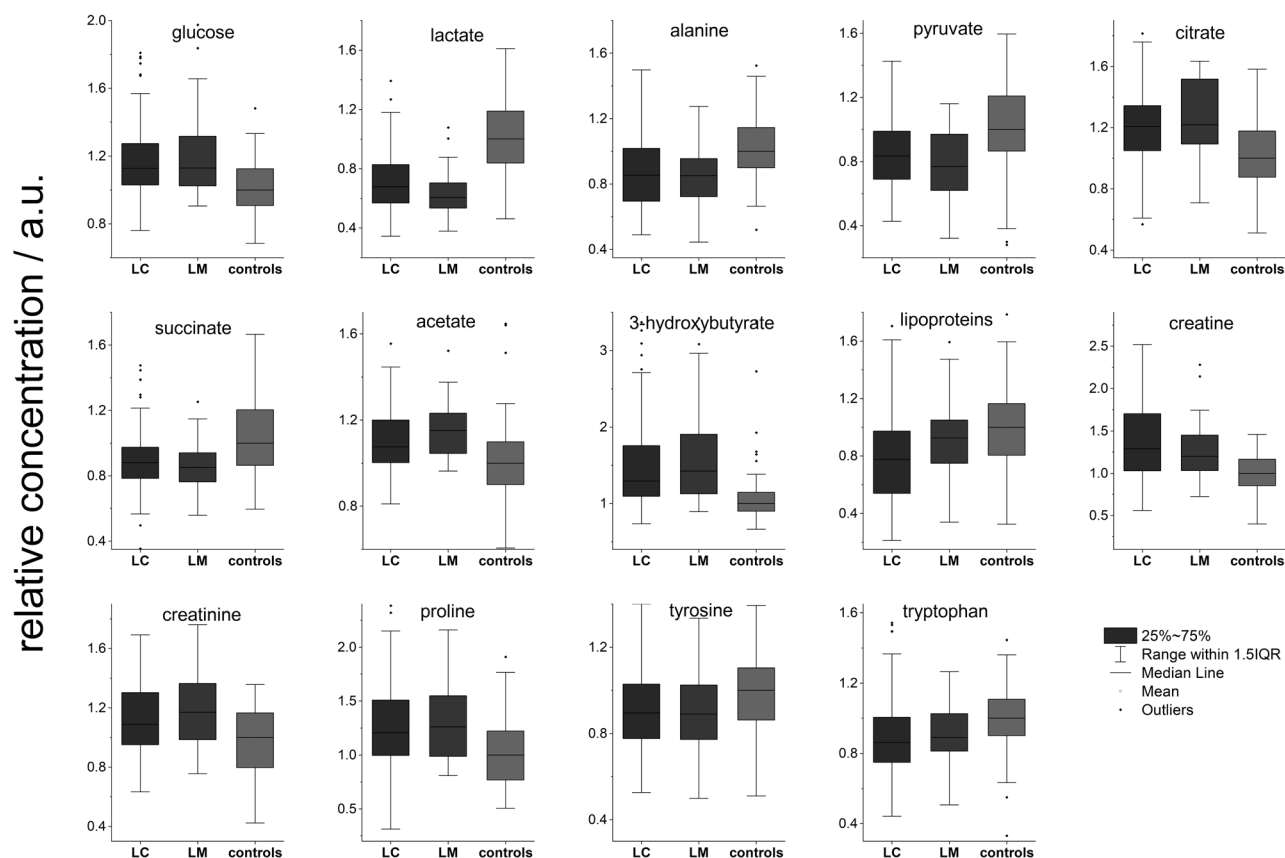 relative concentration / a.u.
glucose
2.0
1.6
1.2
0.8
LC LM controls
lactate
1.6
1.2
0.8
0.4
LC LM controls
alanine
1.6
1.2
0.8
0.4
LC LM controls
pyruvate
1.6
1.2
0.8
0.4
LC LM controls
citrate
1.6
1.2
0.8
0.4
LC LM controls
succinate
1.6
1.2
0.8
0.4
LC LM controls
acetate
1.6
1.2
0.8
LC LM controls
3-hydroxybutyrate
3
2
1
LC LM controls
lipoproteins
1.6
1.2
0.8
0.4
LC LM controls
creatine
2.5
2.0
1.5
1.0
0.5
LC LM controls
creatinine
1.6
1.2
0.8
0.4
LC LM controls
proline
2.0
1.5
1.0
0.5
LC LM controls
tyrosine
1.2
0.8
0.4
LC LM controls
tryptophan
1.6
1.2
0.8
0.4
LC LM controls
25%~75%
Range within 1.5IQR
Median Line
Mean
Outliers